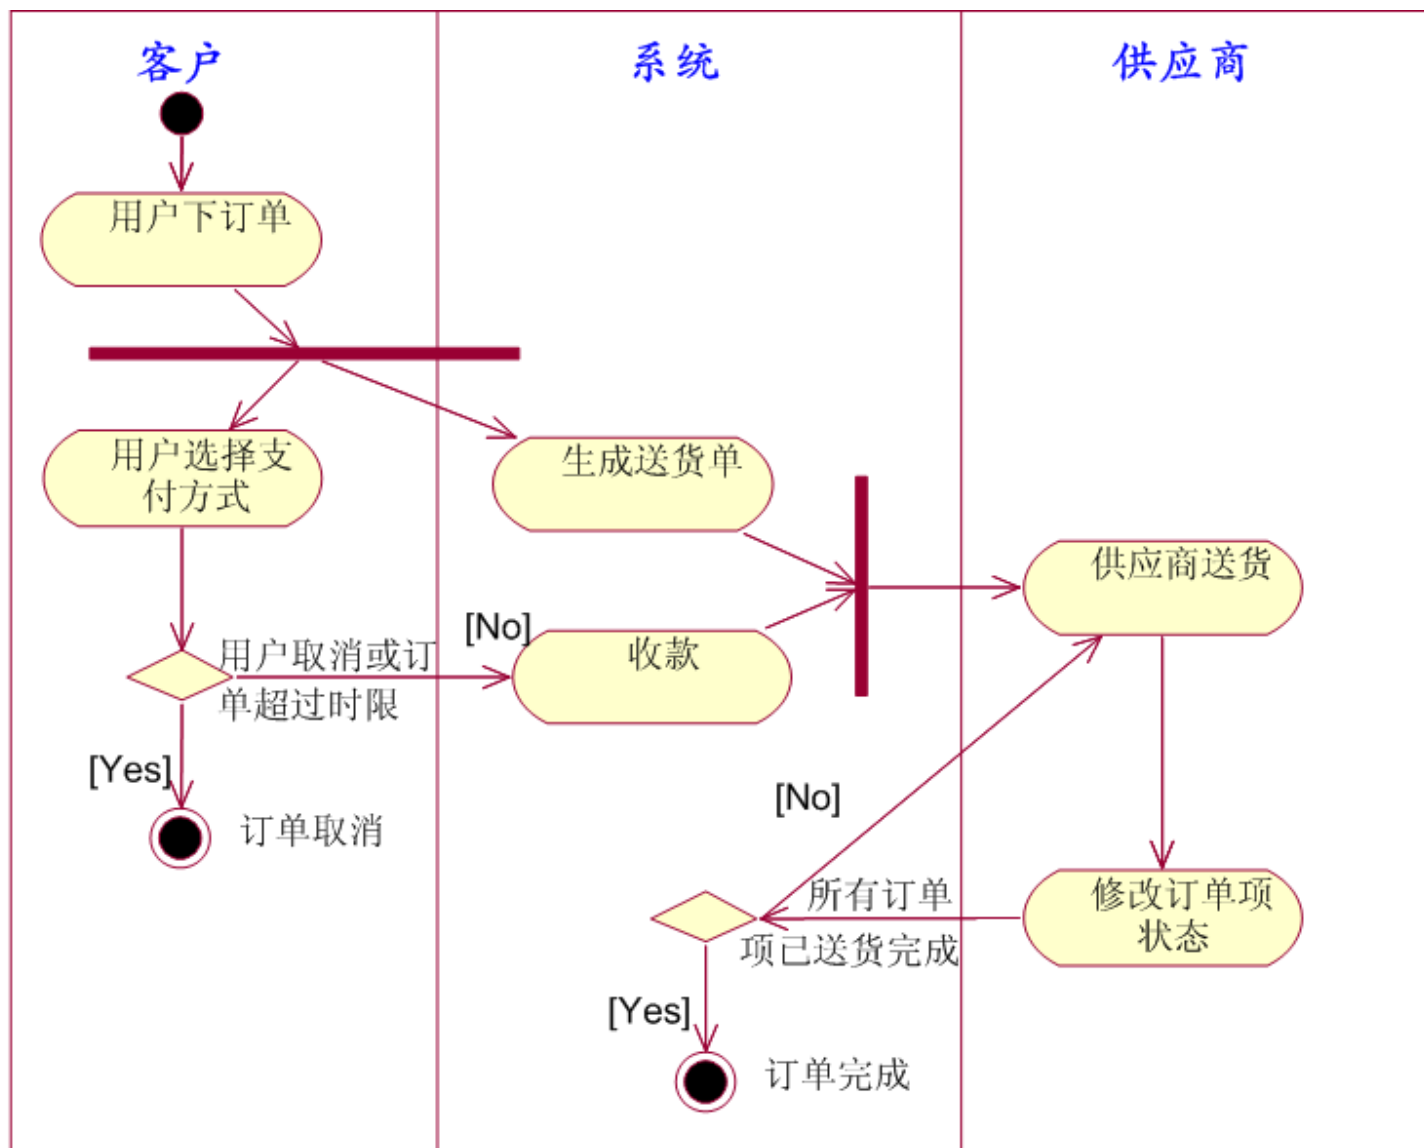 客户
系统
供应商
用户下订单
用户选择支
付方式
生成送货单
供应商送货
[No]
收款
用户取消或订
单超过时限
[Yes]
订单取消
[No]
所有订单
项已送货完成
修改订单项
状态
[Yes]
订单完成